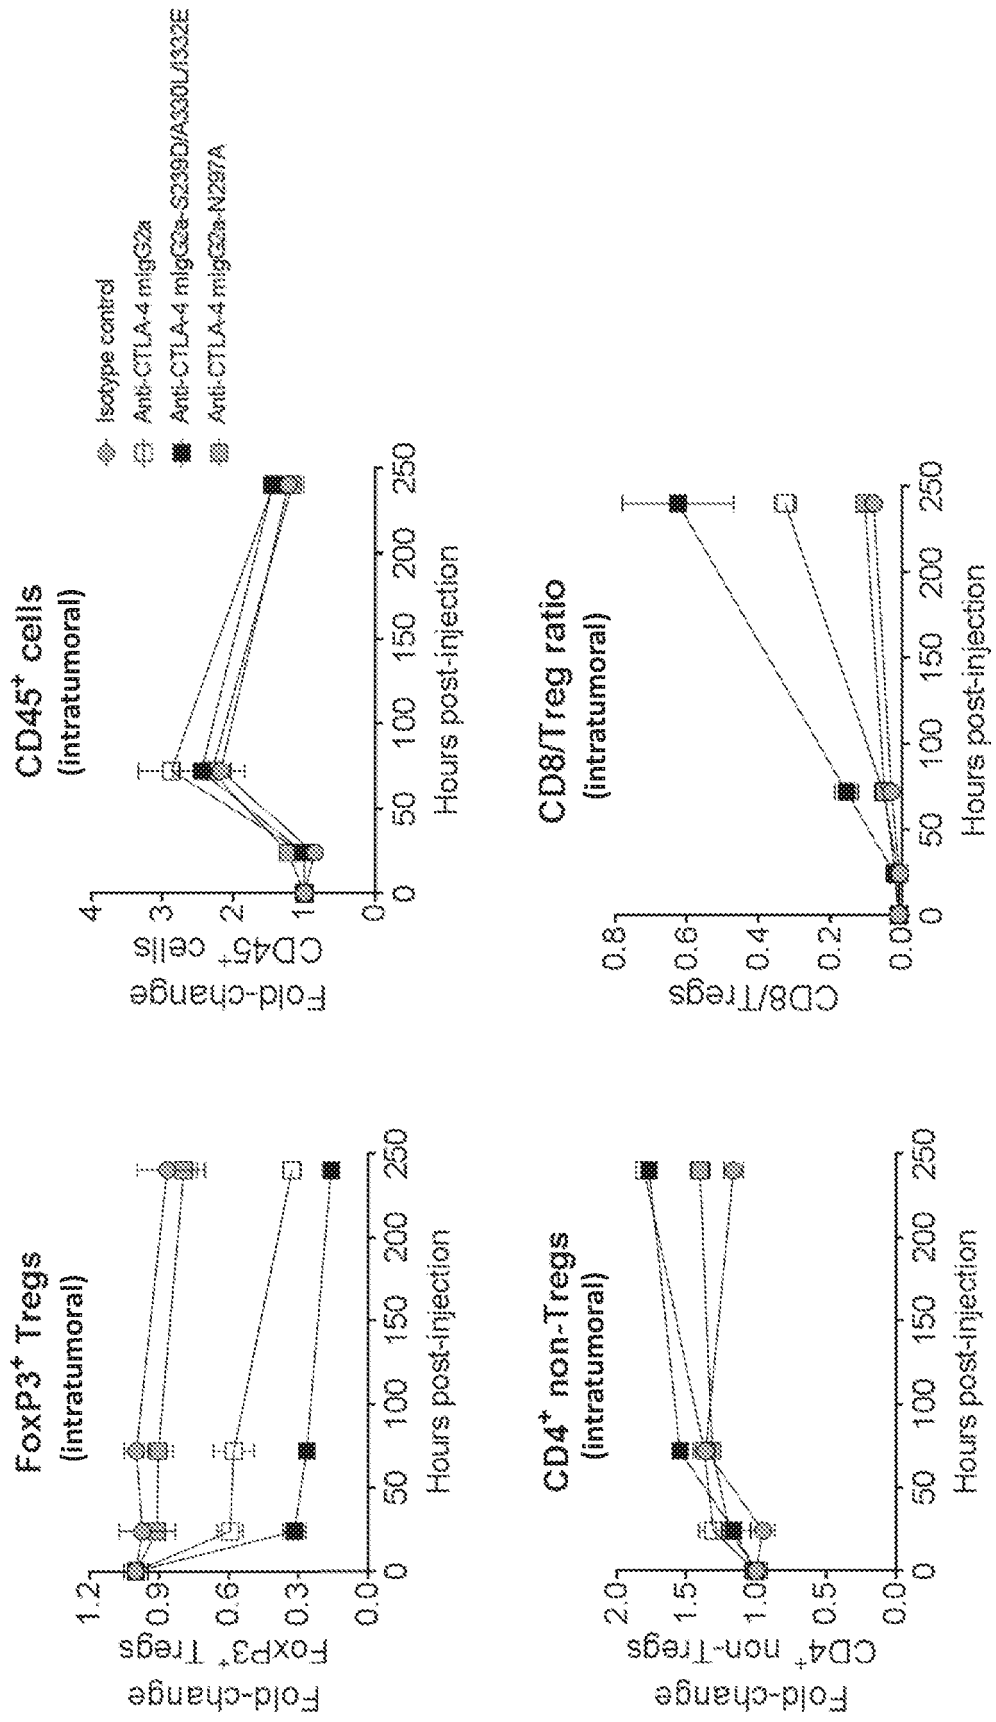 FoxP3⁺ Tregs
(intratumoral)
Fold-change
FoxP3⁺ Tregs
1.2
0.9
0.6
0.3
0.0
0
50
100
150
200
250
Hours post-injection
CD45⁺ cells
(intratumoral)
Fold-change
CD45⁺ cells
4
3
2
1
0
0
50
100
150
200
250
Hours post-injection
Isotype control
Anti-CTLA-4 mIgG2a
Anti-CTLA-4 mIgG2a-S239D/A330L/I332E
Anti-CTLA-4 mIgG2a-N297A
CD4⁺ non-Tregs
(intratumoral)
Fold-change
CD4⁺ non-Tregs
2.0
1.5
1.0
0.5
0.0
0
50
100
150
200
250
Hours post-injection
CD8/Treg ratio
(intratumoral)
CD8/Tregs
0.8
0.6
0.4
0.2
0.0
0
50
100
150
200
250
Hours post-injection